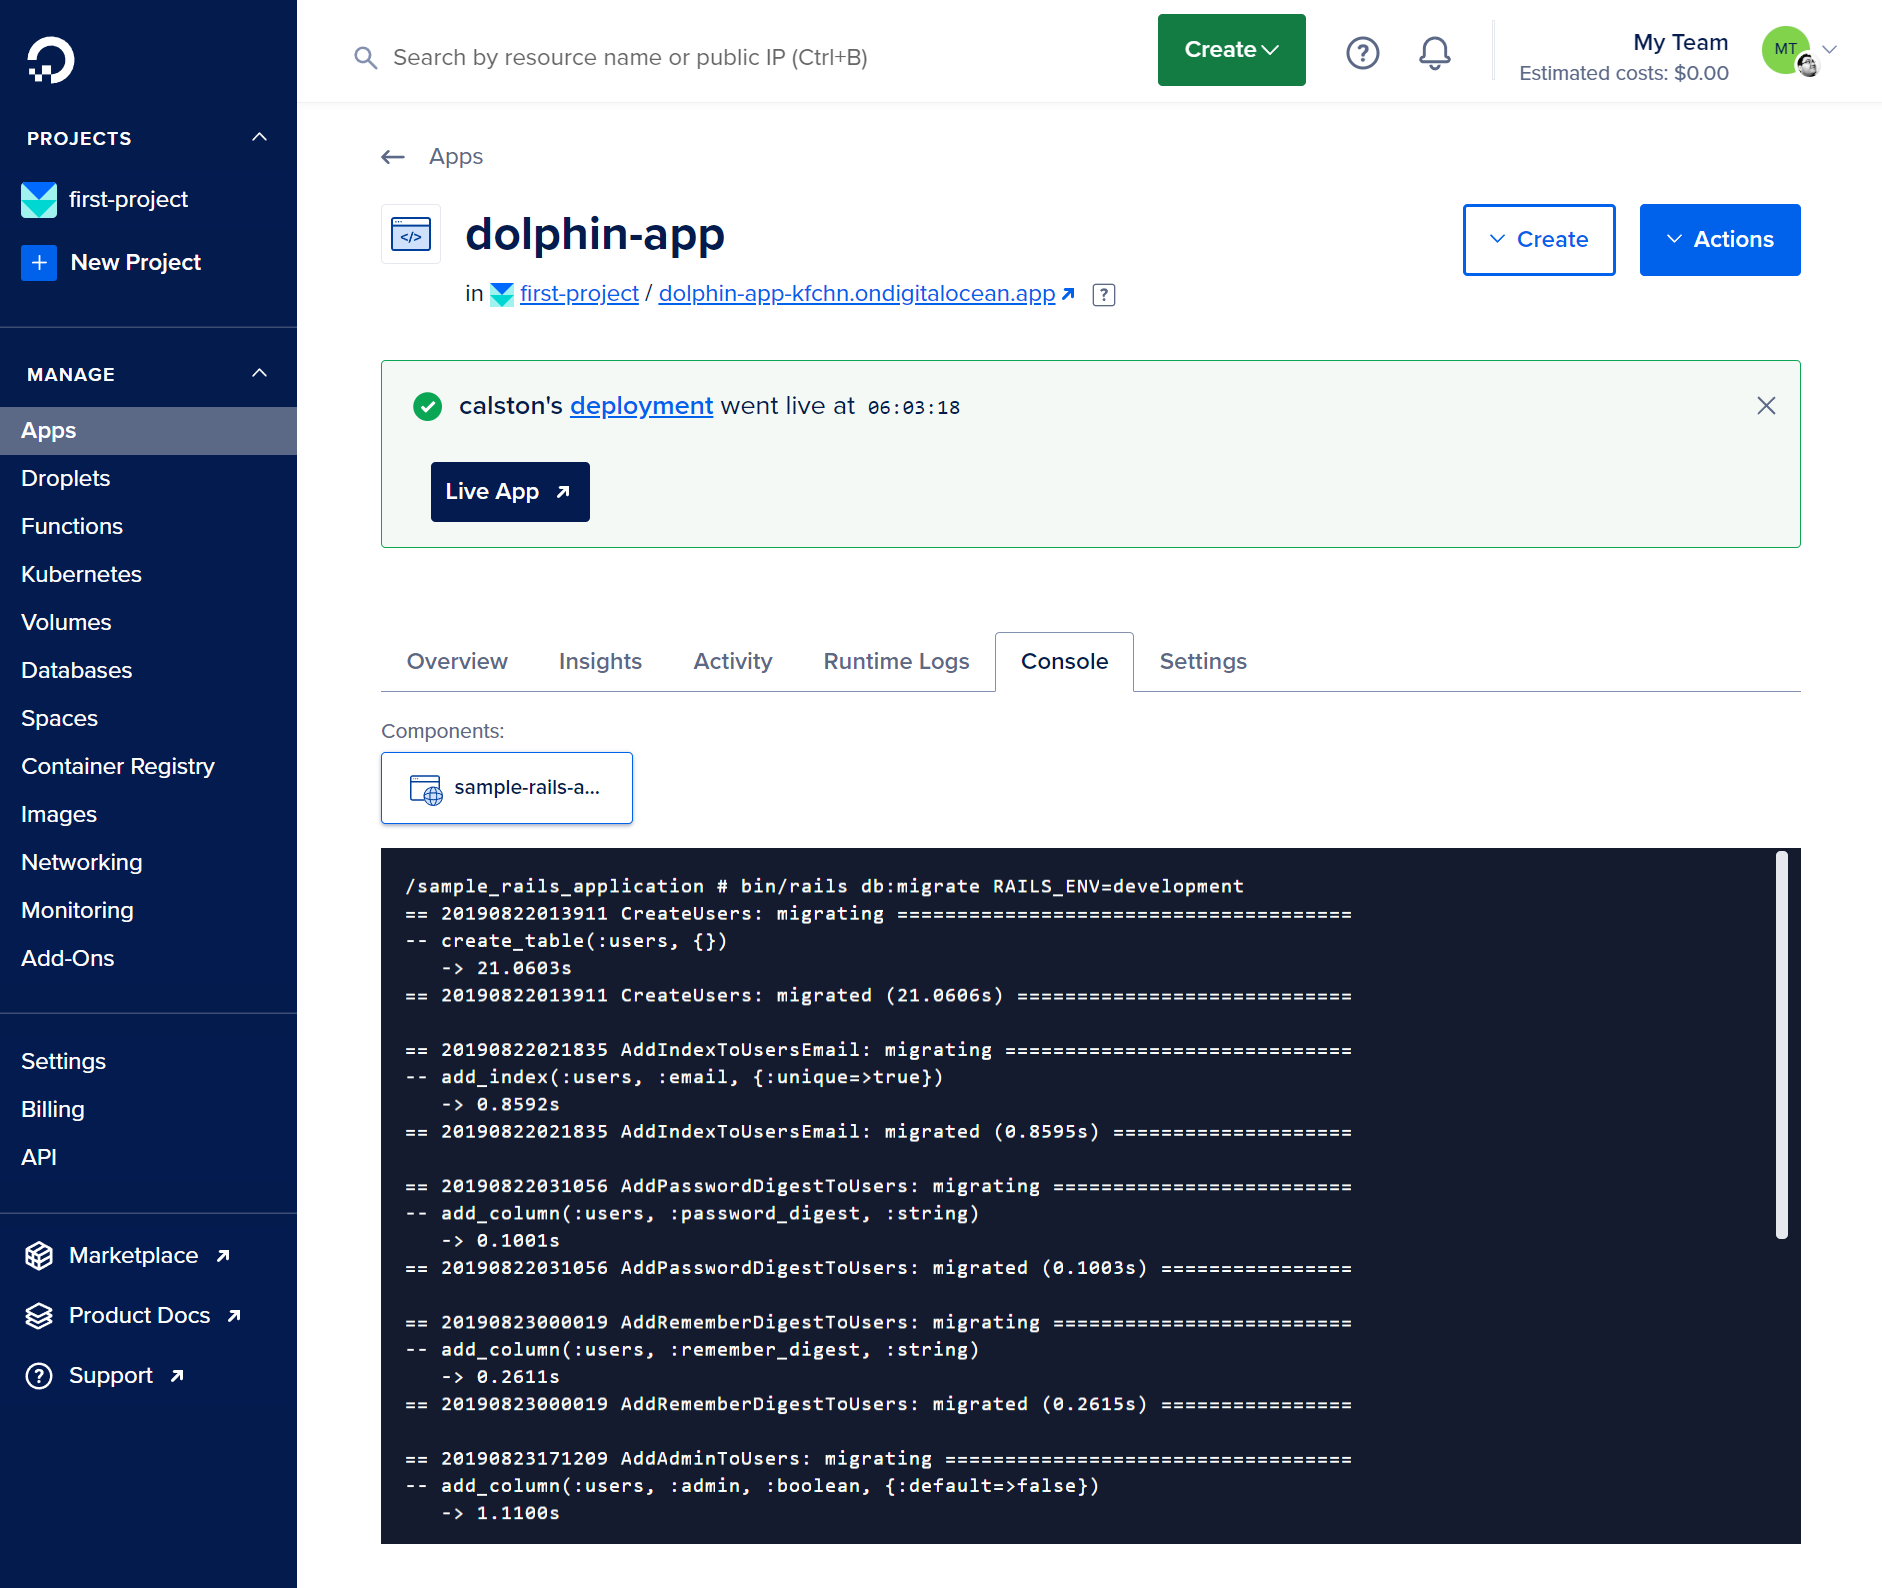 Search by resource name or public IP (Ctrl+B)
Create
?
My Team
Estimated costs: $0.00
MT
PROJECTS
first-project
+ New Project
MANAGE
Apps
Droplets
Functions
Kubernetes
Volumes
Databases
Spaces
Container Registry
Images
Networking
Monitoring
Add-Ons
Settings
Billing
API
Marketplace
Product Docs
? Support
Apps
</> dolphin-app
in first-project / dolphin-app-kfchn.ondigitalocean.app ?
Create
Actions
calston's deployment went live at 06:03:18
Live App
Overview Insights Activity Runtime Logs Console Settings
Components:
sample-rails-a...
/sample_rails_application # bin/rails db:migrate RAILS_ENV=development
== 20190822013911 CreateUsers: migrating ======================================
-- create_table(:users, {})
   -> 21.0603s
== 20190822013911 CreateUsers: migrated (21.0606s) ============================
== 20190822021835 AddIndexToUsersEmail: migrating =============================
-- add_index(:users, :email, {:unique=>true})
   -> 0.8592s
== 20190822021835 AddIndexToUsersEmail: migrated (0.8595s) ====================
== 20190822031056 AddPasswordDigestToUsers: migrating =========================
-- add_column(:users, :password_digest, :string)
   -> 0.1001s
== 20190822031056 AddPasswordDigestToUsers: migrated (0.1003s) ================
== 20190823000019 AddRememberDigestToUsers: migrating =========================
-- add_column(:users, :remember_digest, :string)
   -> 0.2611s
== 20190823000019 AddRememberDigestToUsers: migrated (0.2615s) ================
== 20190823171209 AddAdminToUsers: migrating ==================================
-- add_column(:users, :admin, :boolean, {:default=>false})
   -> 1.1100s